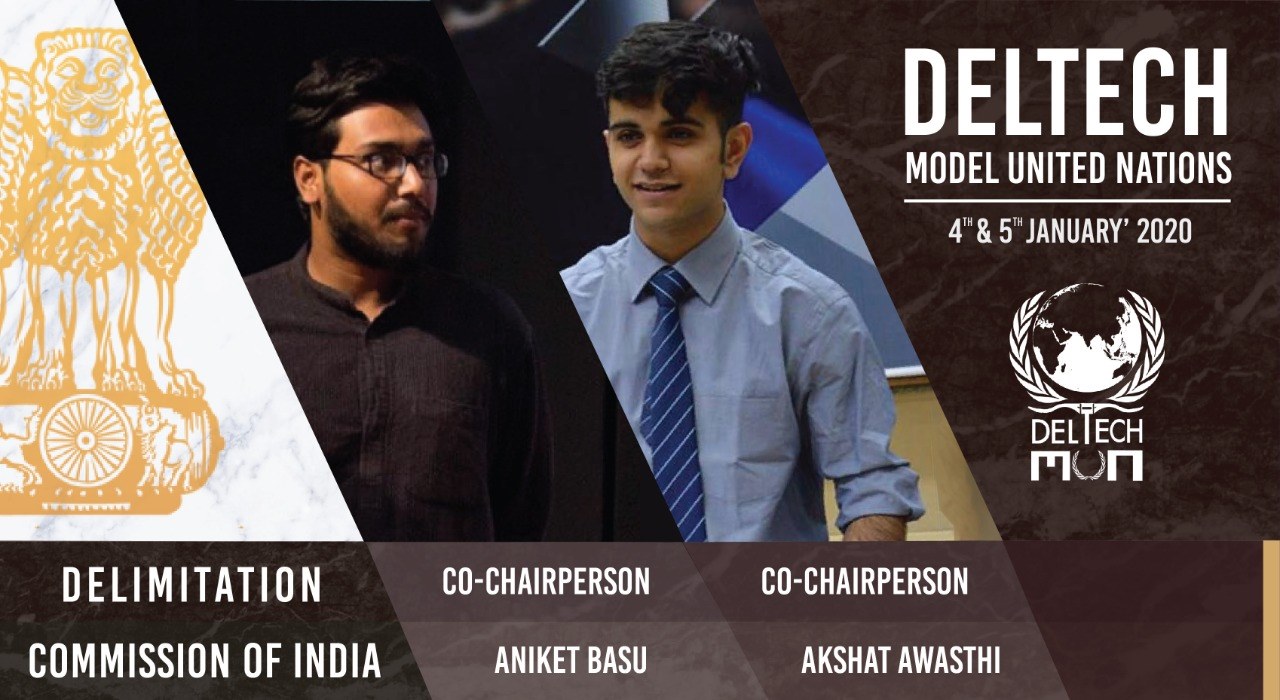 DELTECH
MODEL UNITED NATIONS
4TH & 5TH JANUARY' 2020
DELTECH
MUN
DELIMITATION
COMMISSION OF INDIA
CO-CHAIRPERSON
ANIKET BASU
CO-CHAIRPERSON
AKSHAT AWASTHI